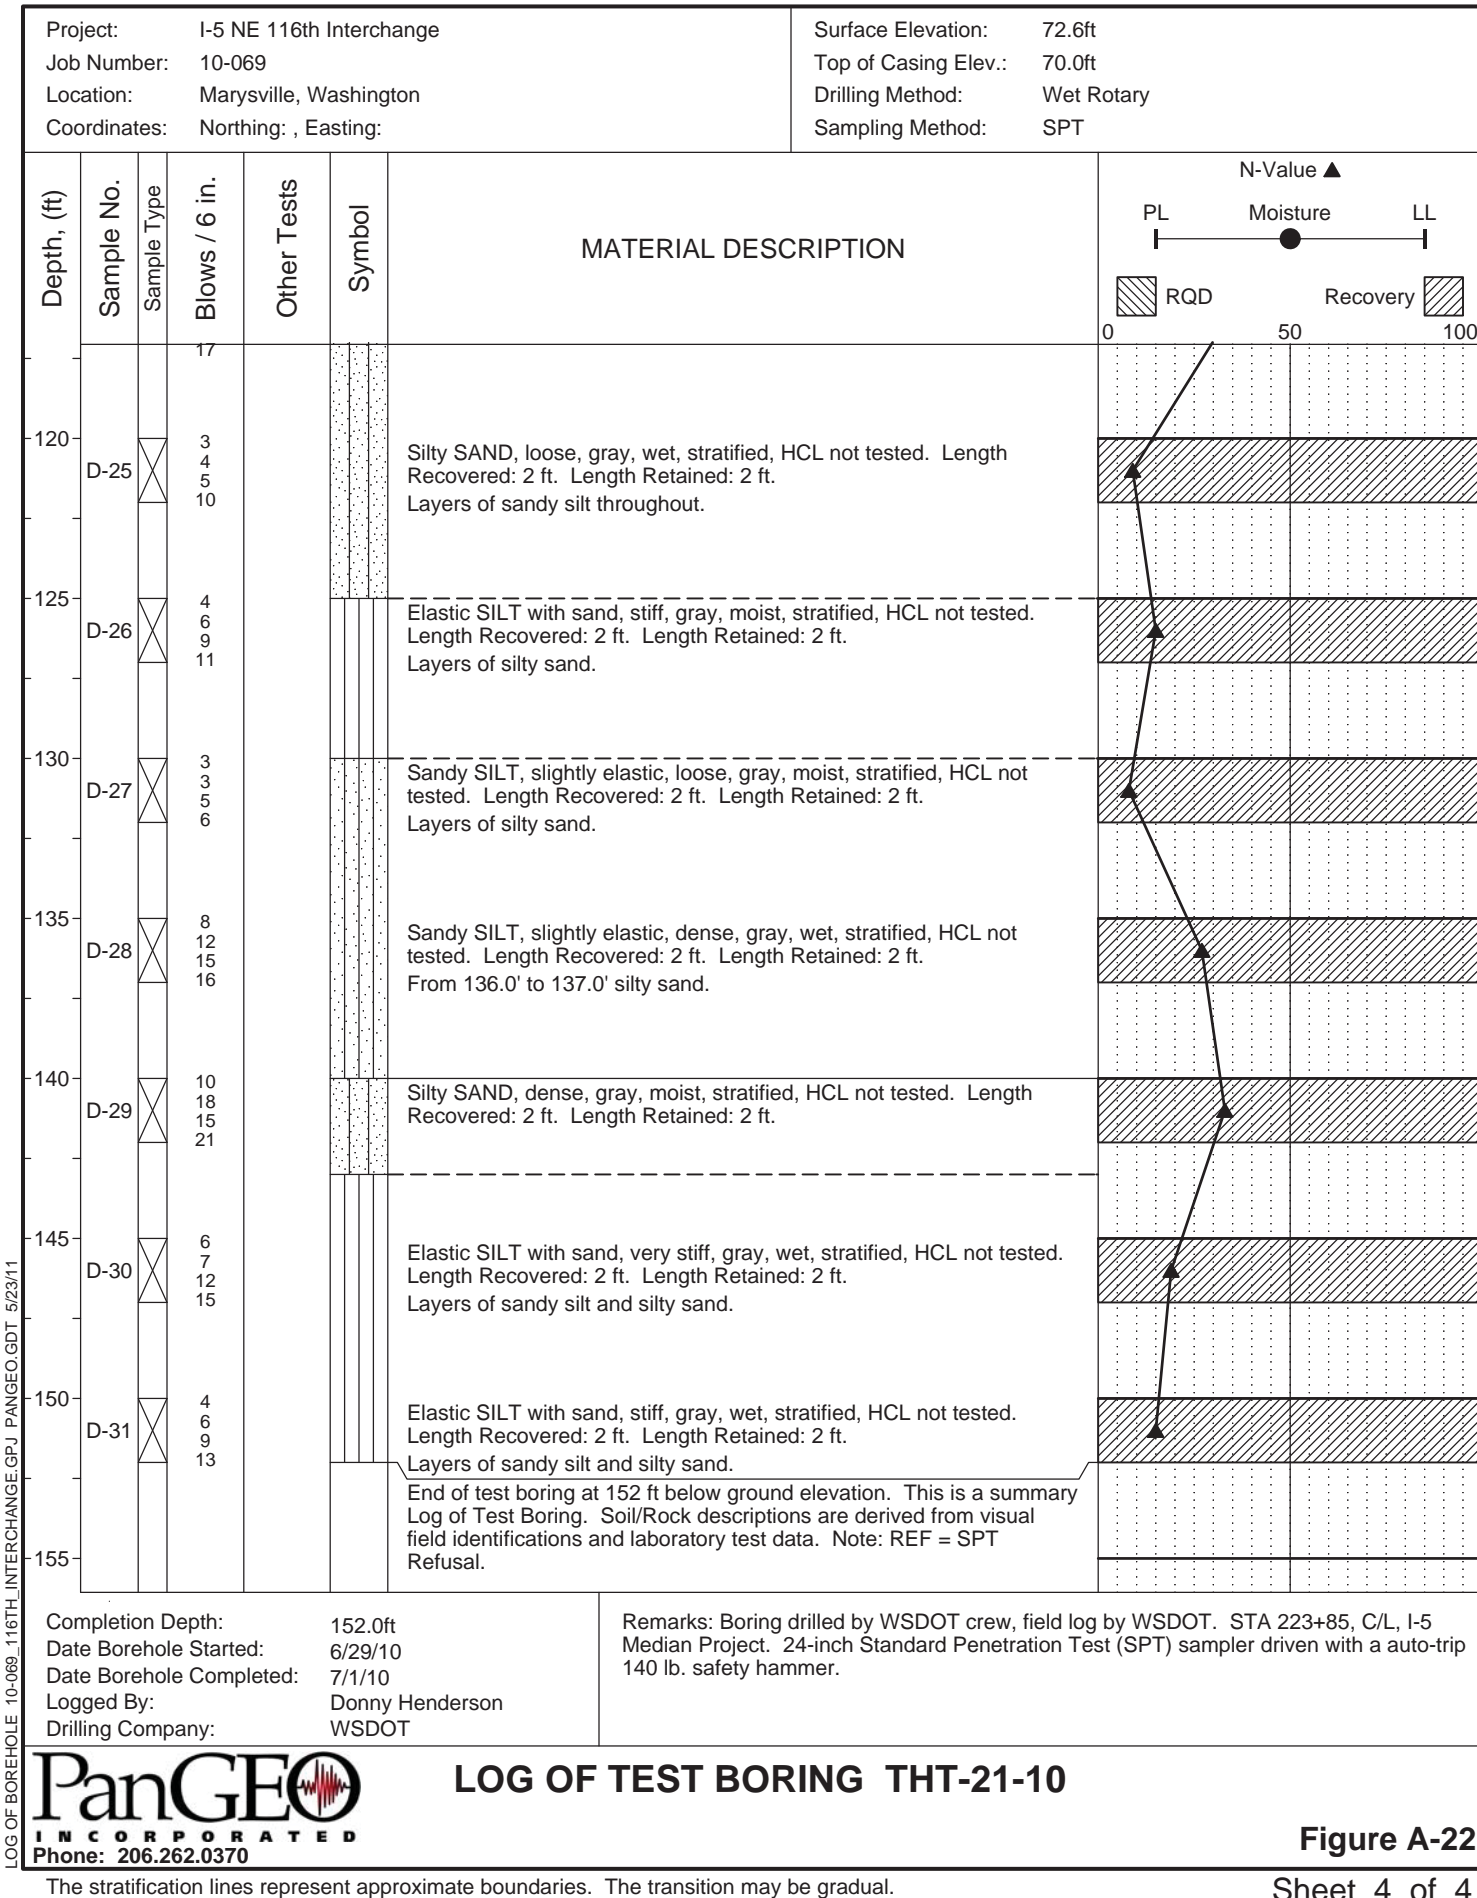 Project: I-5 NE 116th Interchange
Job Number: 10-069
Location: Marysville, Washington
Coordinates: Northing: , Easting:
Surface Elevation: 72.6ft
Top of Casing Elev.: 70.0ft
Drilling Method: Wet Rotary
Sampling Method: SPT
Depth, (ft)
Sample No.
Sample Type
Blows / 6 in.
Other Tests
Symbol
MATERIAL DESCRIPTION
N-Value ▲
PL Moisture LL
RQD Recovery
0 50 100
17
120
D-25
3
4
5
10
Silty SAND, loose, gray, wet, stratified, HCL not tested. Length
Recovered: 2 ft. Length Retained: 2 ft.
Layers of sandy silt throughout.
125
D-26
4
6
9
11
Elastic SILT with sand, stiff, gray, moist, stratified, HCL not tested.
Length Recovered: 2 ft. Length Retained: 2 ft.
Layers of silty sand.
130
D-27
3
3
5
6
Sandy SILT, slightly elastic, loose, gray, moist, stratified, HCL not
tested. Length Recovered: 2 ft. Length Retained: 2 ft.
Layers of silty sand.
135
D-28
8
12
15
16
Sandy SILT, slightly elastic, dense, gray, wet, stratified, HCL not
tested. Length Recovered: 2 ft. Length Retained: 2 ft.
From 136.0' to 137.0' silty sand.
140
D-29
10
18
15
21
Silty SAND, dense, gray, moist, stratified, HCL not tested. Length
Recovered: 2 ft. Length Retained: 2 ft.
145
D-30
6
7
12
15
Elastic SILT with sand, very stiff, gray, wet, stratified, HCL not tested.
Length Recovered: 2 ft. Length Retained: 2 ft.
Layers of sandy silt and silty sand.
150
D-31
4
6
9
13
Elastic SILT with sand, stiff, gray, wet, stratified, HCL not tested.
Length Recovered: 2 ft. Length Retained: 2 ft.
Layers of sandy silt and silty sand.
End of test boring at 152 ft below ground elevation. This is a summary
Log of Test Boring. Soil/Rock descriptions are derived from visual
field identifications and laboratory test data. Note: REF = SPT
Refusal.
155
Completion Depth: 152.0ft
Date Borehole Started: 6/29/10
Date Borehole Completed: 7/1/10
Logged By: Donny Henderson
Drilling Company: WSDOT
Remarks: Boring drilled by WSDOT crew, field log by WSDOT. STA 223+85, C/L, I-5
Median Project. 24-inch Standard Penetration Test (SPT) sampler driven with a auto-trip
140 lb. safety hammer.
PanGEO
INCORPORATED
Phone: 206.262.0370
LOG OF TEST BORING THT-21-10
Figure A-22
The stratification lines represent approximate boundaries. The transition may be gradual.
Sheet 4 of 4
LOG OF BOREHOLE 10-069_116TH_INTERCHANGE.GPJ PANGEO.GDT 5/23/11